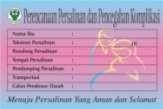 Perencanaan Persalinan dan Pencegahan Komplikasi
Nama Ibu :
Taksiran Persalinan :
Penolong Persalinan :
Tempat Persalinan :
Pendamping Persalinan :
Transportasi :
Calon Pendonor Darah :
Menuju Persalinan Yang Aman dan Selamat